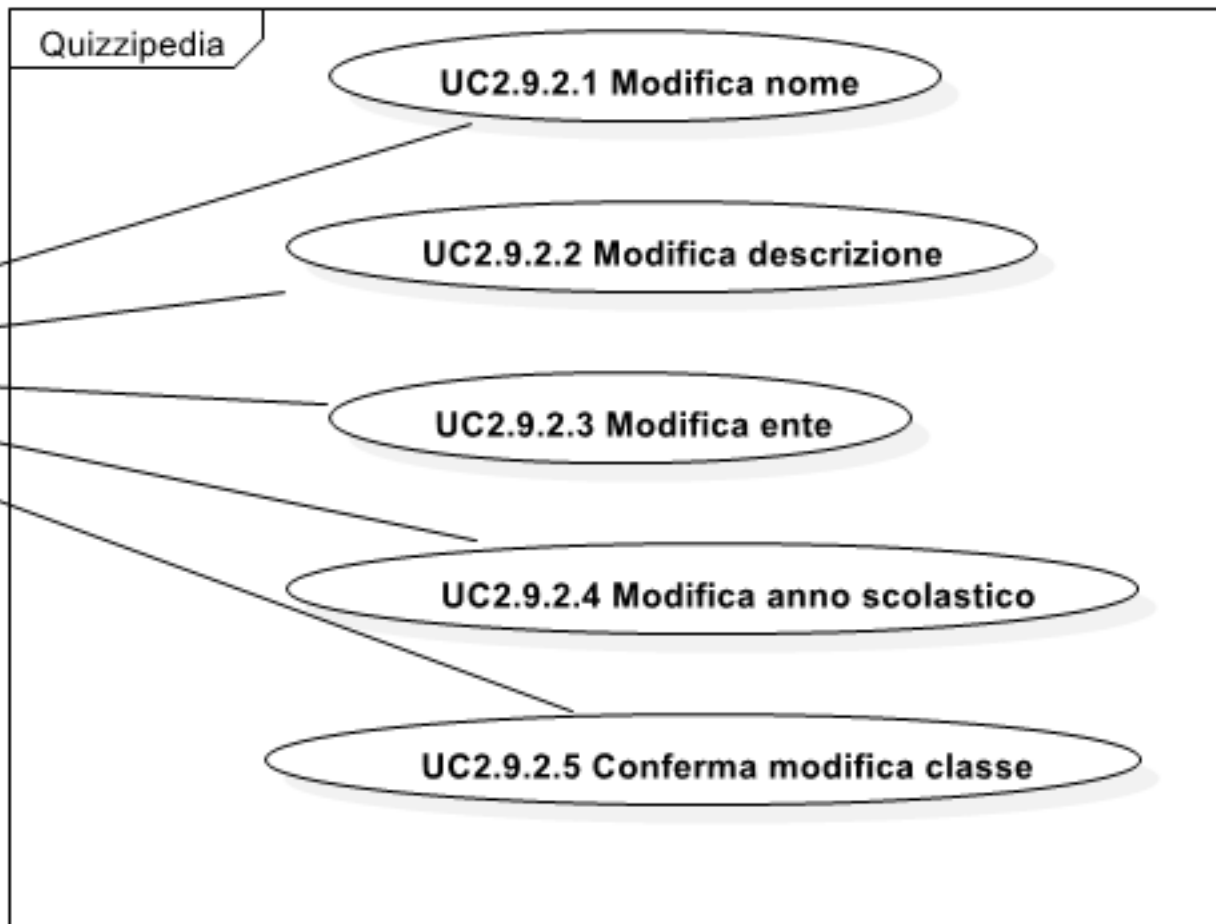 Quizzipedia
UC2.9.2.1 Modifica nome
UC2.9.2.2 Modifica descrizione
UC2.9.2.3 Modifica ente
UC2.9.2.4 Modifica anno scolastico
UC2.9.2.5 Conferma modifica classe